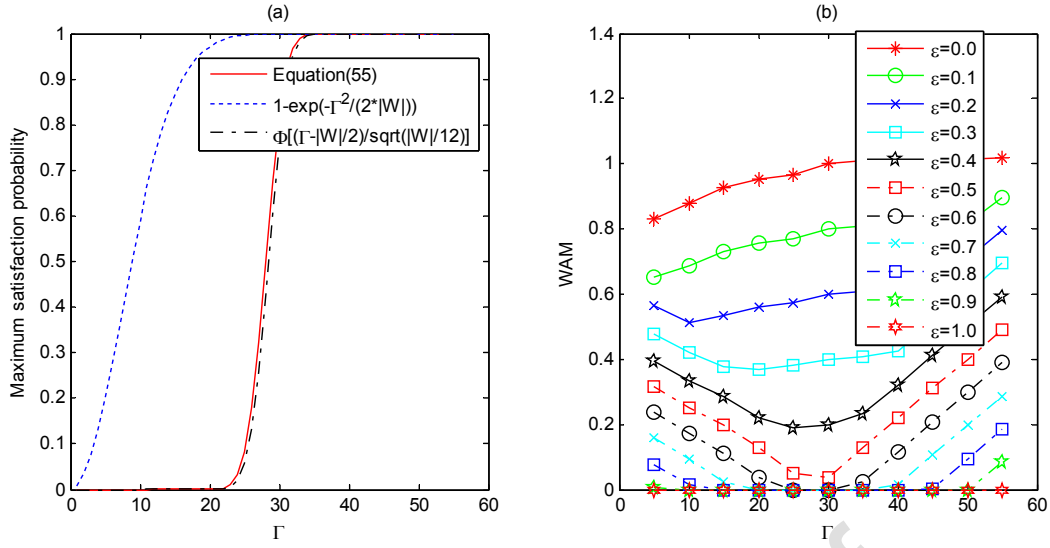 (a)
Maximum satisfaction probability
1
0.9
0.8
0.7
0.6
0.5
0.4
0.3
0.2
0.1
0
0 10 20 30 40 50 60
Γ
Equation(55)
1-exp(-Γ²/(2*|W|))
Φ[(Γ-|W|/2)/sqrt(|W|/12)]
(b)
WAM
1.4
1.2
1
0.8
0.6
0.4
0.2
0
0 10 20 30 40 50 60
Γ
ε=0.0
ε=0.1
ε=0.2
ε=0.3
ε=0.4
ε=0.5
ε=0.6
ε=0.7
ε=0.8
ε=0.9
ε=1.0